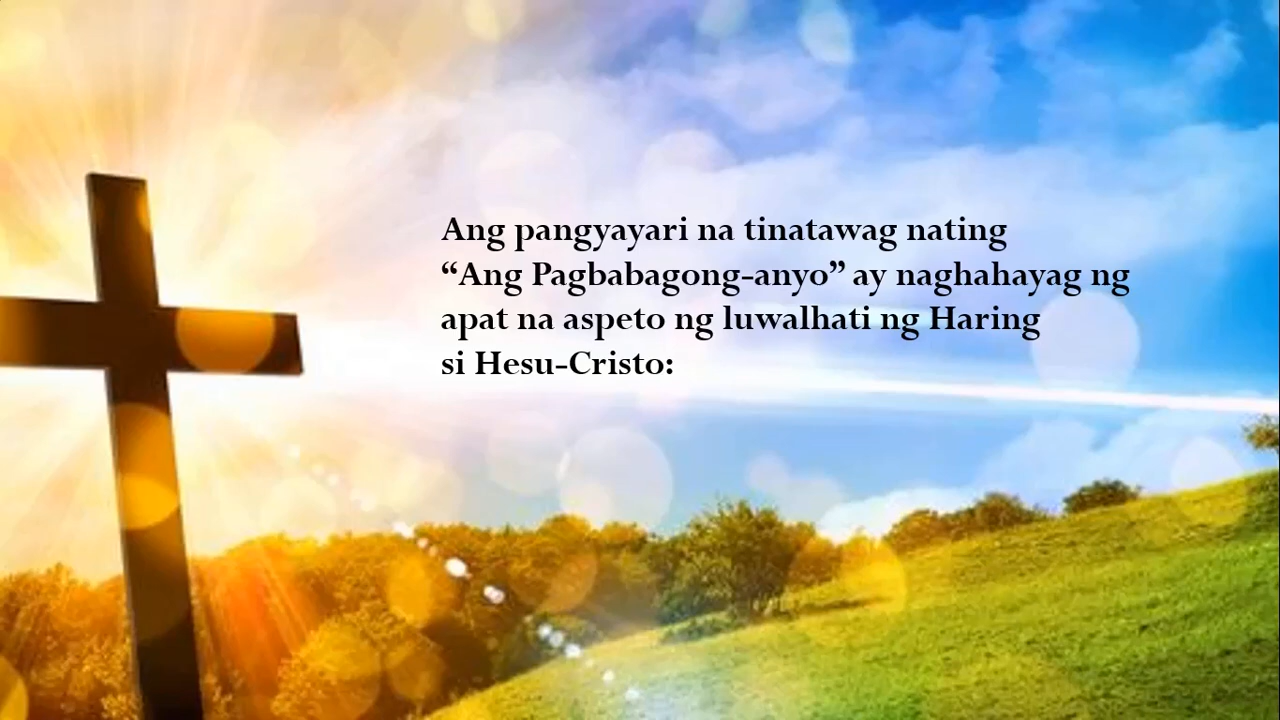 Ang pangyayari na tinatawag nating
“Ang Pagbabagong-anyo” ay naghahayag ng
apat na aspeto ng luwalhati ng Haring
si Hesu-Cristo: